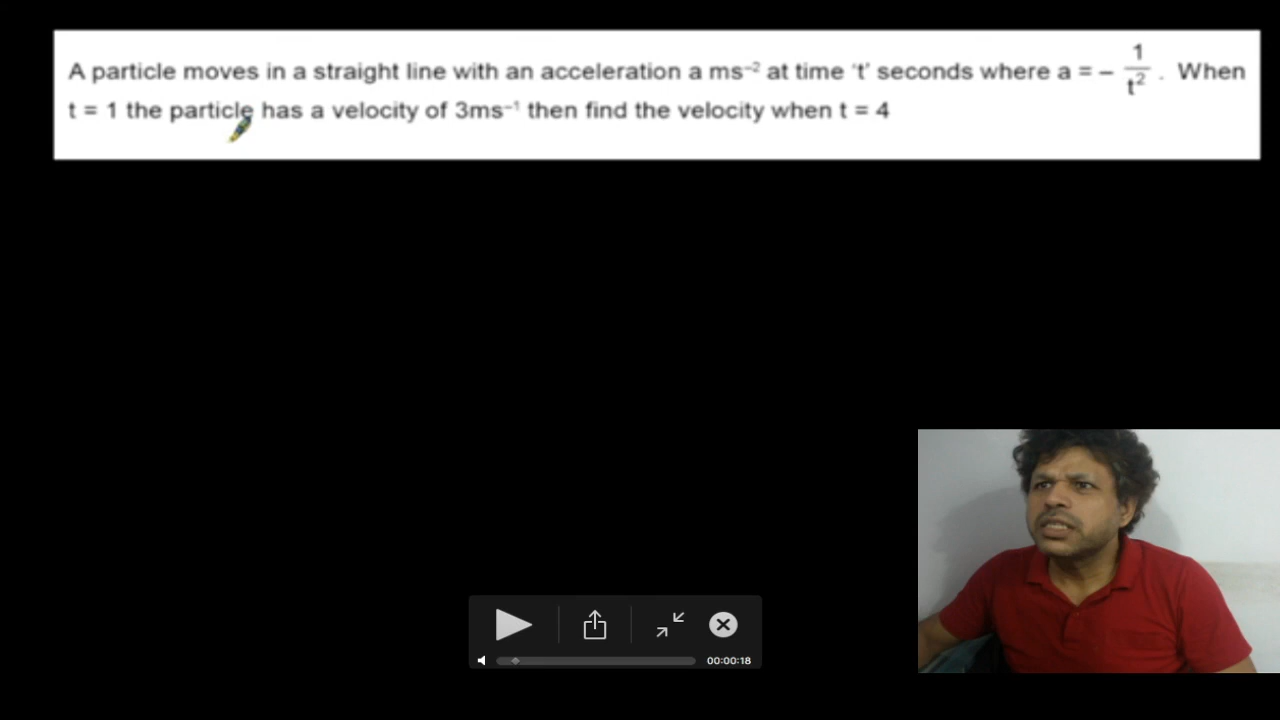 A particle moves in a straight line with an acceleration a ms⁻² at time 't' seconds where a = – 1/t² . When
t = 1 the particle has a velocity of 3ms⁻¹ then find the velocity when t = 4
00:00:18